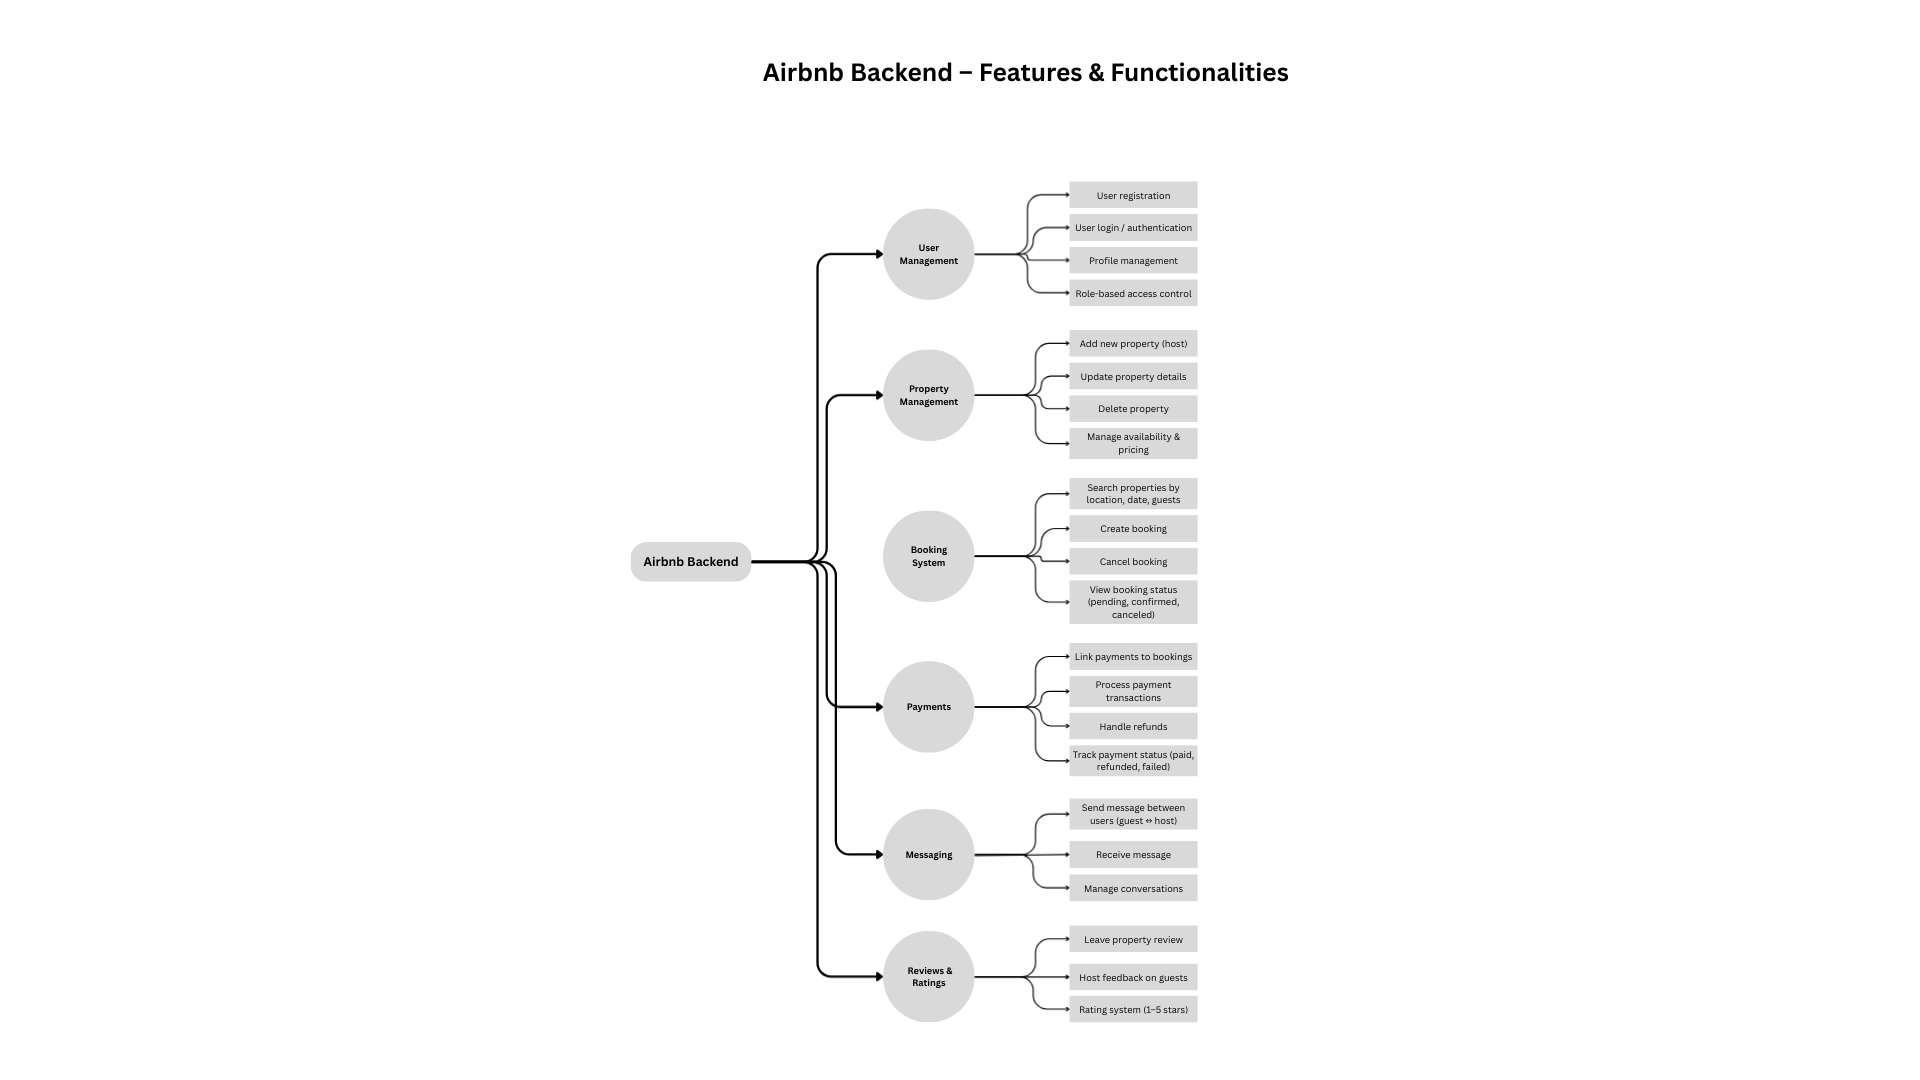 Airbnb Backend – Features & Functionalities
Airbnb Backend
User
Management
User registration
User login / authentication
Profile management
Role-based access control
Property
Management
Add new property (host)
Update property details
Delete property
Manage availability &
pricing
Booking
System
Search properties by
location, date, guests
Create booking
Cancel booking
View booking status
(pending, confirmed,
canceled)
Payments
Link payments to bookings
Process payment
transactions
Handle refunds
Track payment status (paid,
refunded, failed)
Messaging
Send message between
users (guest ↔ host)
Receive message
Manage conversations
Reviews &
Ratings
Leave property review
Host feedback on guests
Rating system (1–5 stars)